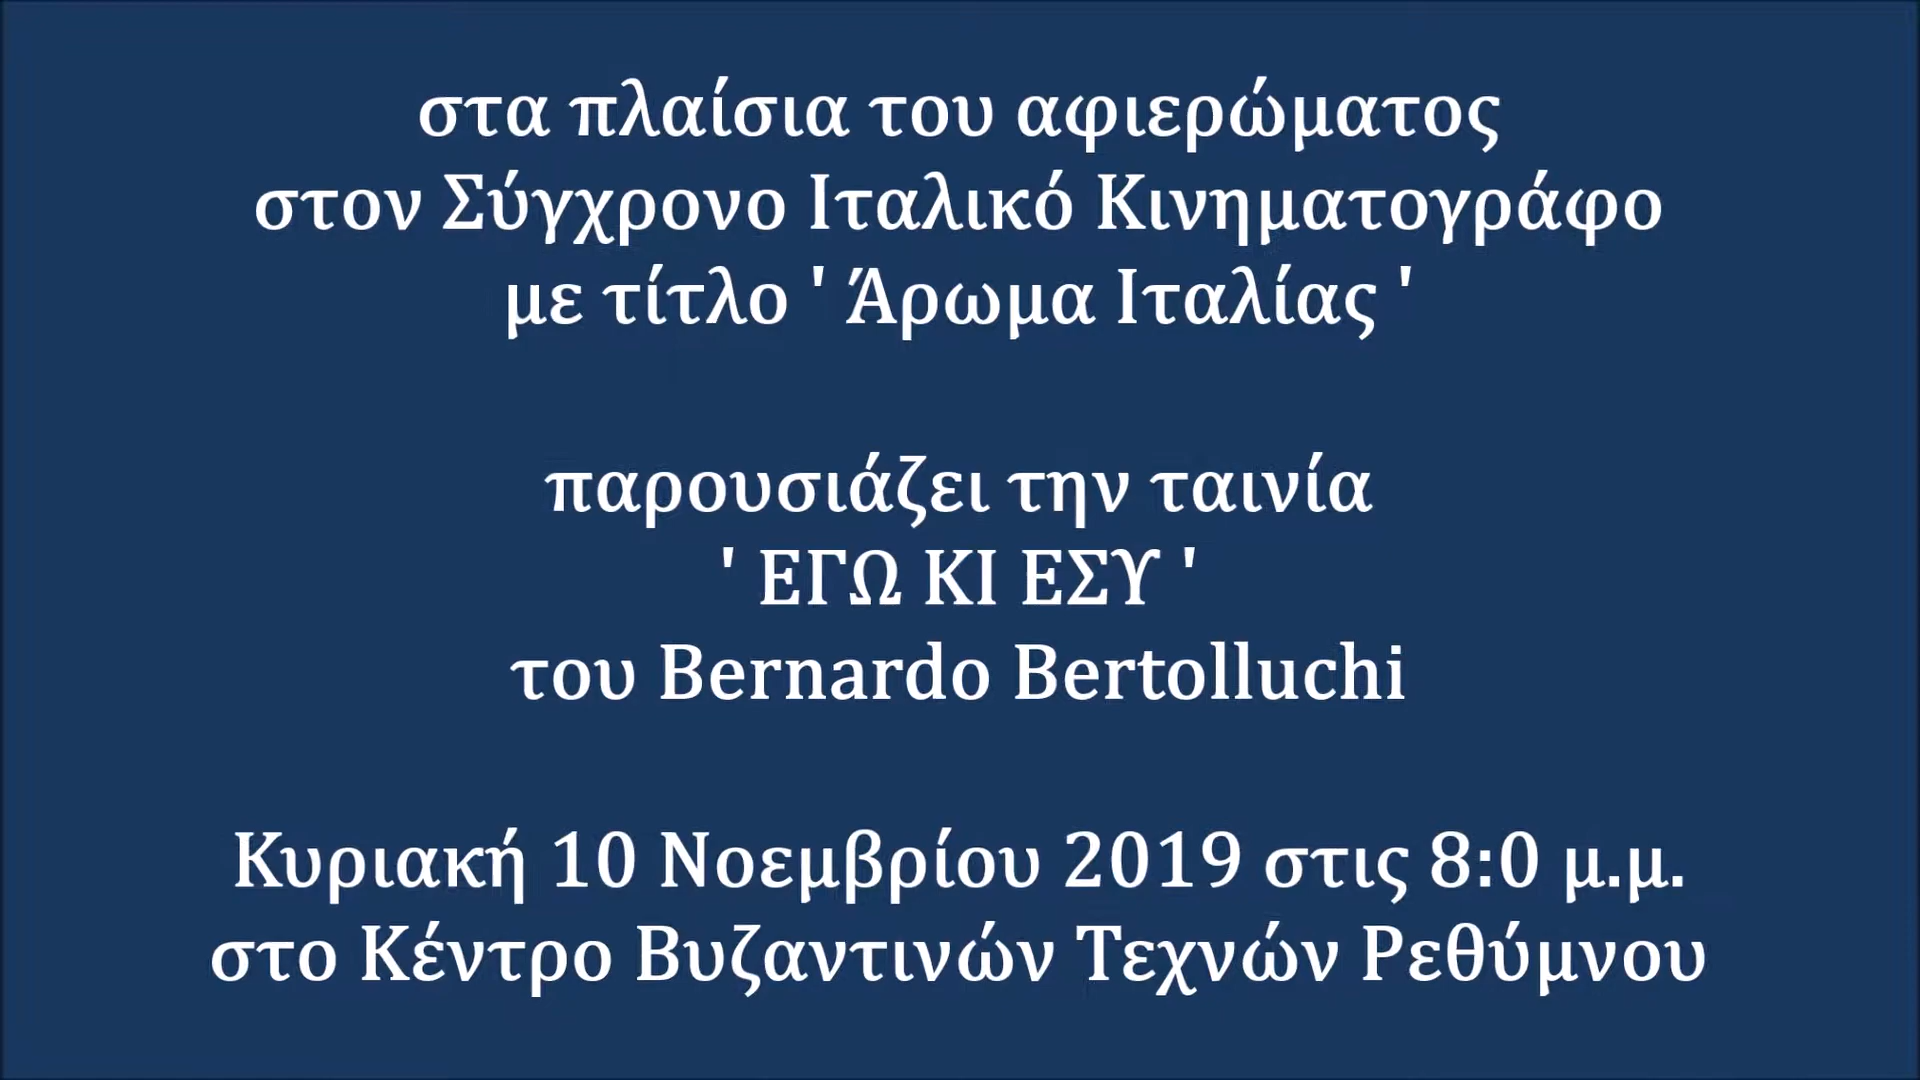 στα πλαίσια του αφιερώματος
στον Σύγχρονο Ιταλικό Κινηματογράφο
με τίτλο ' Άρωμα Ιταλίας '
παρουσιάζει την ταινία
' ΕΓΩ ΚΙ ΕΣΥ '
του Bernardo Bertolluchi
Κυριακή 10 Νοεμβρίου 2019 στις 8:0 μ.μ.
στο Κέντρο Βυζαντινών Τεχνών Ρεθύμνου